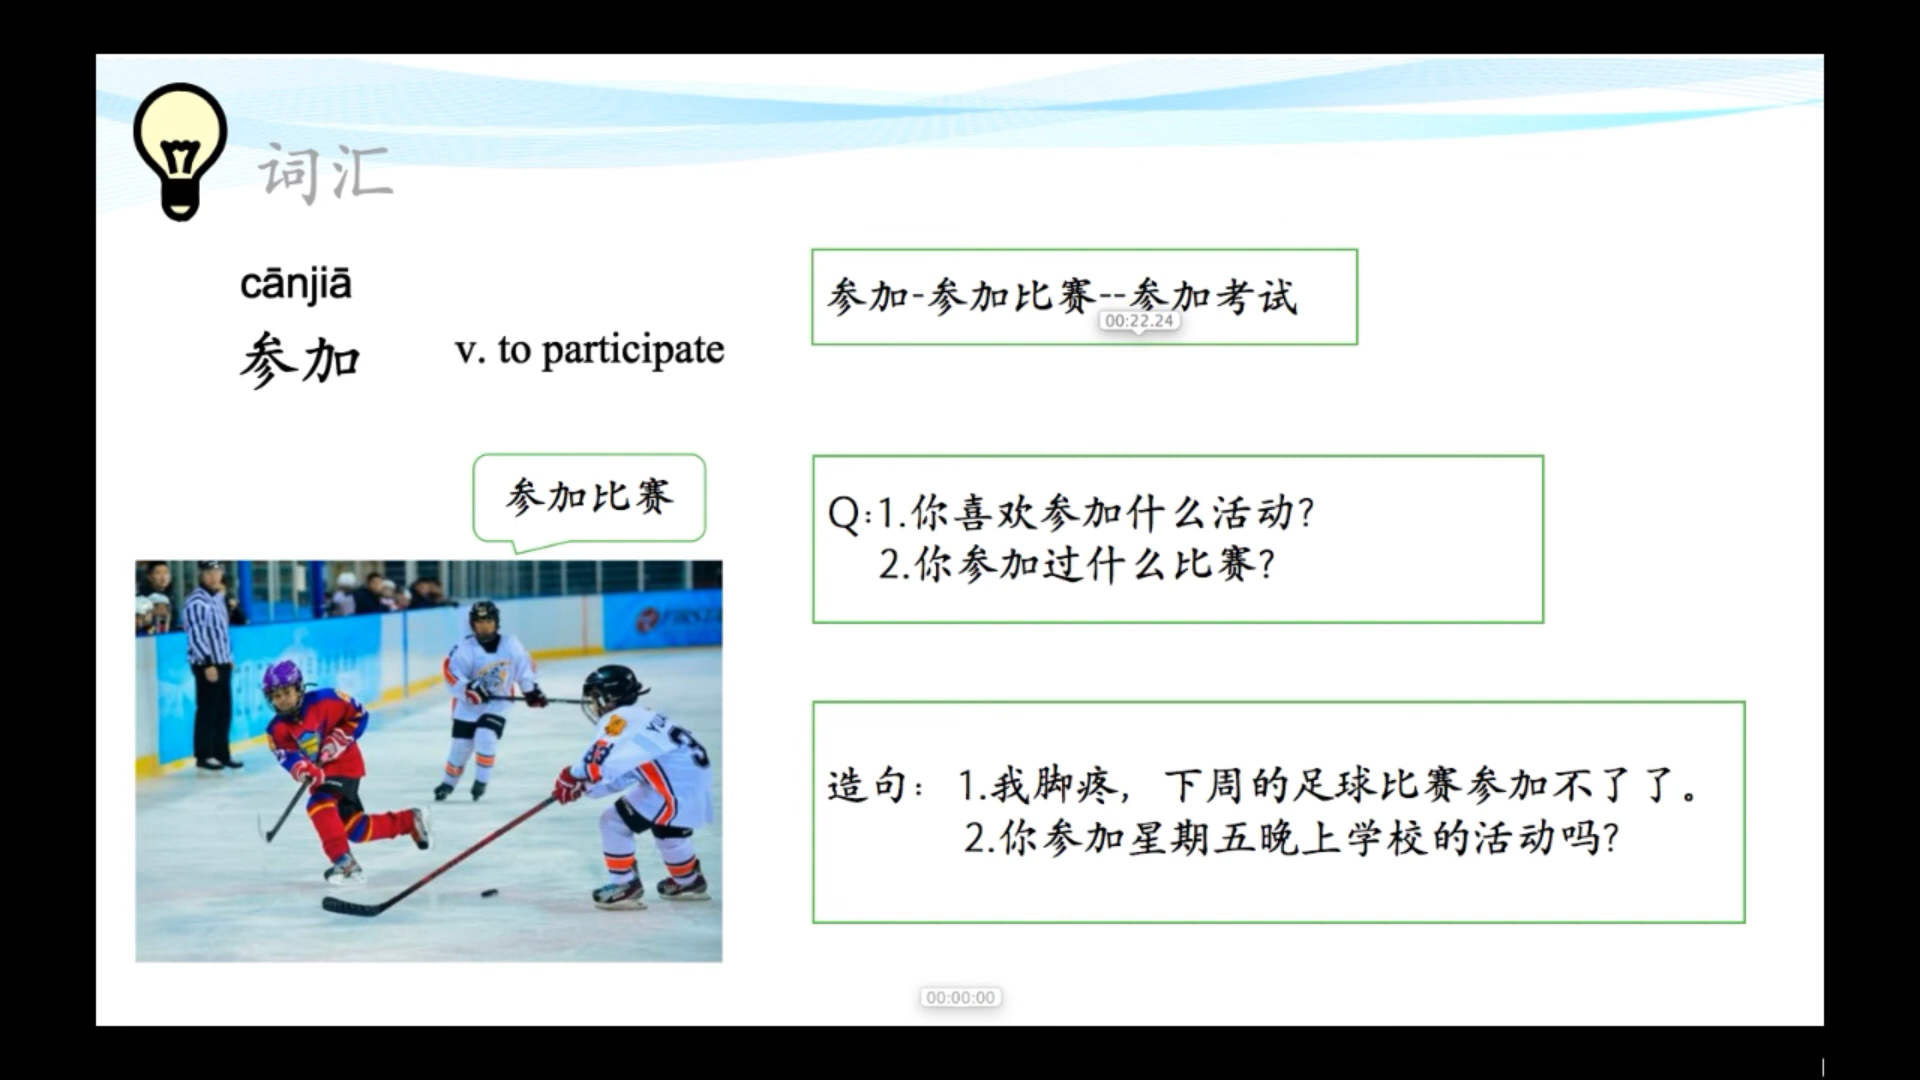 词汇
cānjiā
参加
v. to participate
参加-参加比赛--参加考试
00:22.24
参加比赛
Q:1.你喜欢参加什么活动?
2.你参加过什么比赛?
造句：1.我脚疼，下周的足球比赛参加不了了。
2.你参加星期五晚上学校的活动吗?
00:00:00